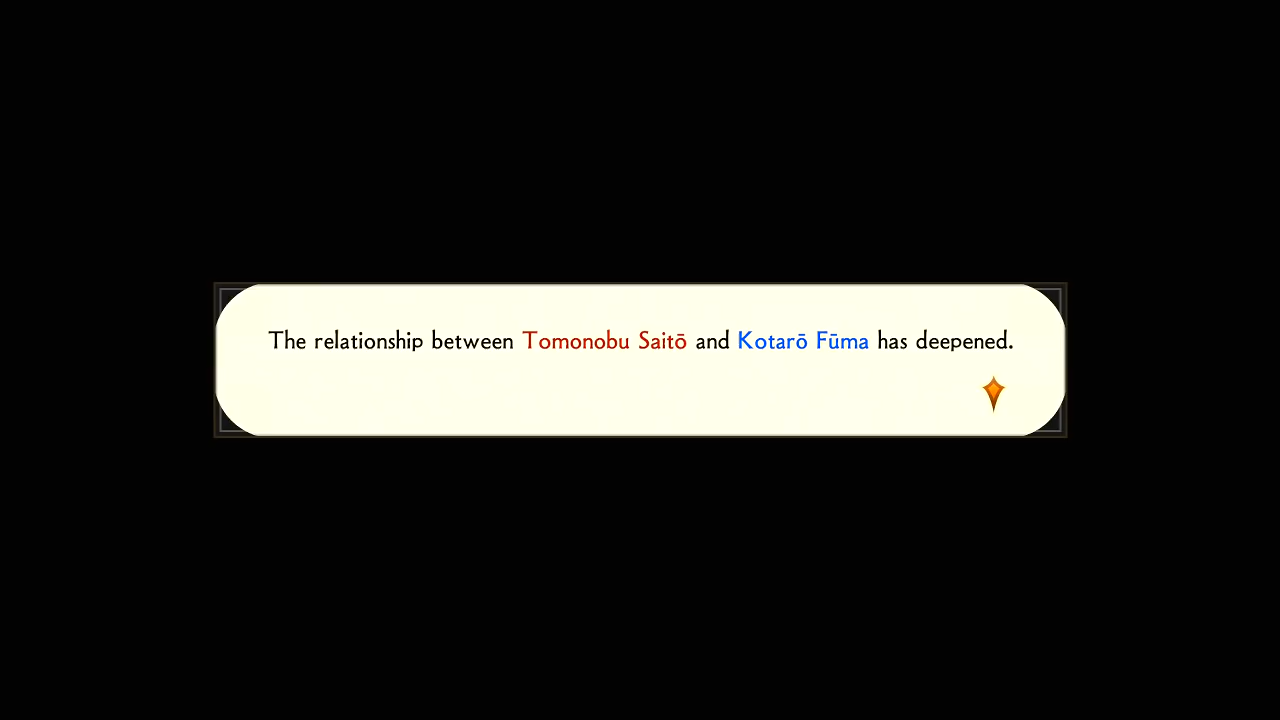 The relationship between Tomonobu Saitō and Kotarō Fūma has deepened.